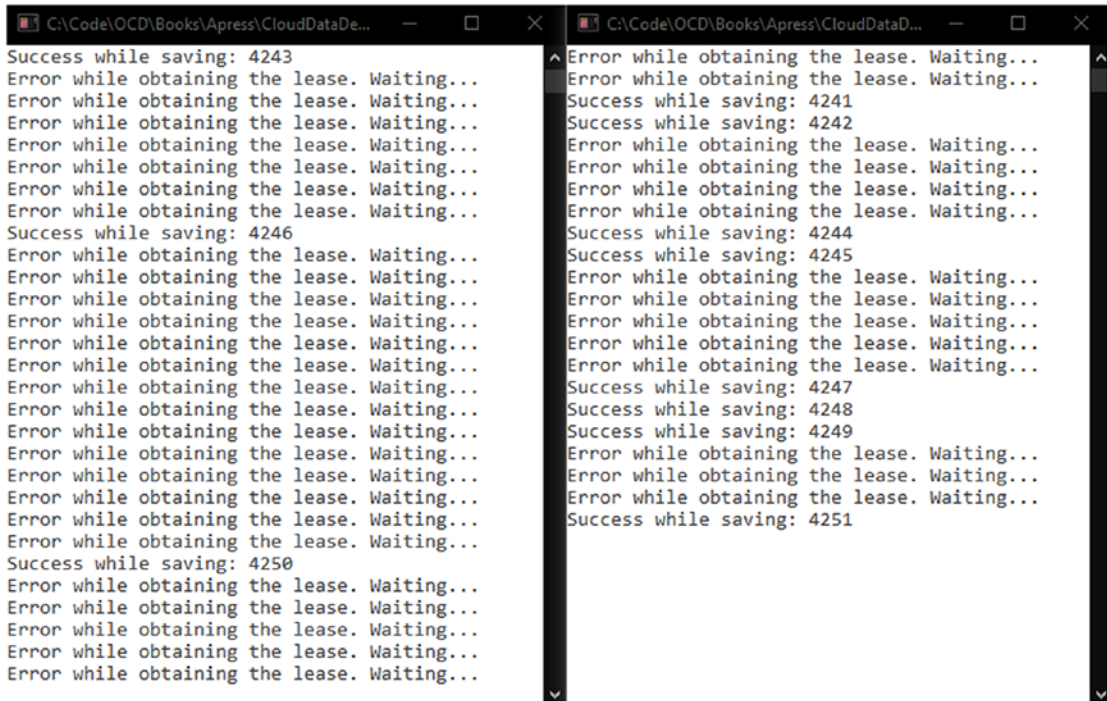 C:\Code\OCD\Books\Apress\CloudDataDe...
Success while saving: 4243
Error while obtaining the lease. Waiting...
Error while obtaining the lease. Waiting...
Error while obtaining the lease. Waiting...
Error while obtaining the lease. Waiting...
Error while obtaining the lease. Waiting...
Error while obtaining the lease. Waiting...
Error while obtaining the lease. Waiting...
Success while saving: 4246
Error while obtaining the lease. Waiting...
Error while obtaining the lease. Waiting...
Error while obtaining the lease. Waiting...
Error while obtaining the lease. Waiting...
Error while obtaining the lease. Waiting...
Error while obtaining the lease. Waiting...
Error while obtaining the lease. Waiting...
Error while obtaining the lease. Waiting...
Error while obtaining the lease. Waiting...
Error while obtaining the lease. Waiting...
Error while obtaining the lease. Waiting...
Error while obtaining the lease. Waiting...
Error while obtaining the lease. Waiting...
Error while obtaining the lease. Waiting...
Success while saving: 4250
Error while obtaining the lease. Waiting...
Error while obtaining the lease. Waiting...
Error while obtaining the lease. Waiting...
Error while obtaining the lease. Waiting...
Error while obtaining the lease. Waiting...
C:\Code\OCD\Books\Apress\CloudDataD...
Error while obtaining the lease. Waiting...
Error while obtaining the lease. Waiting...
Success while saving: 4241
Success while saving: 4242
Error while obtaining the lease. Waiting...
Error while obtaining the lease. Waiting...
Error while obtaining the lease. Waiting...
Error while obtaining the lease. Waiting...
Success while saving: 4244
Success while saving: 4245
Error while obtaining the lease. Waiting...
Error while obtaining the lease. Waiting...
Error while obtaining the lease. Waiting...
Error while obtaining the lease. Waiting...
Error while obtaining the lease. Waiting...
Success while saving: 4247
Success while saving: 4248
Success while saving: 4249
Error while obtaining the lease. Waiting...
Error while obtaining the lease. Waiting...
Error while obtaining the lease. Waiting...
Success while saving: 4251